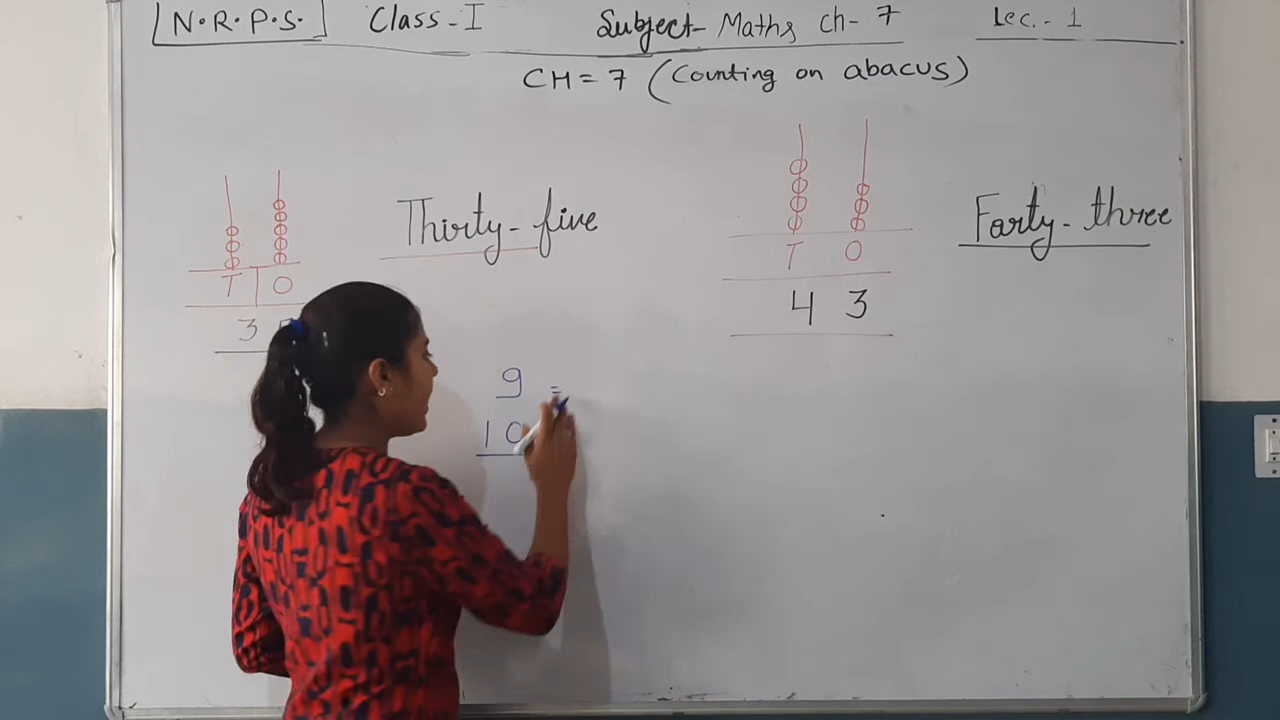 N.R.P.S. Class-I Subject- Maths ch-7 Lec.-1
CH=7 (Counting on abacus)
T O
3
Thirty-five
T O
4 3
Farty-three
9 =
10